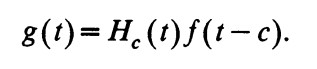 g(t) = H_c(t) f(t − c).